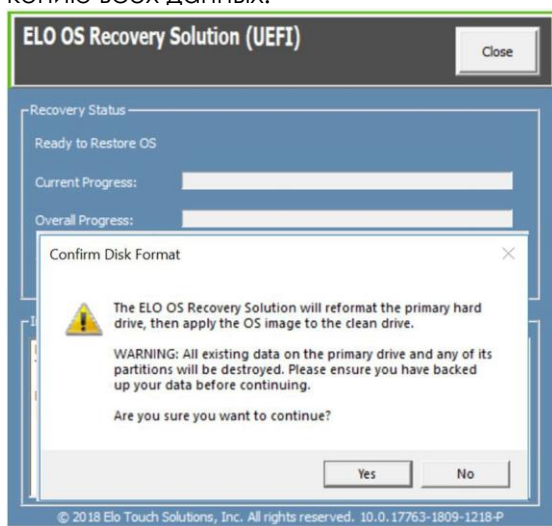 копию всех данных.
ELO OS Recovery Solution (UEFI)
Close
Recovery Status
Ready to Restore OS
Current Progress:
Overall Progress:
Confirm Disk Format
The ELO OS Recovery Solution will reformat the primary hard
drive, then apply the OS image to the clean drive.
WARNING: All existing data on the primary drive and any of its
partitions will be destroyed. Please ensure you have backed
up your data before continuing.
Are you sure you want to continue?
Yes
No
© 2018 Elo Touch Solutions, Inc. All rights reserved. 10.0.17763-1809-1218-P